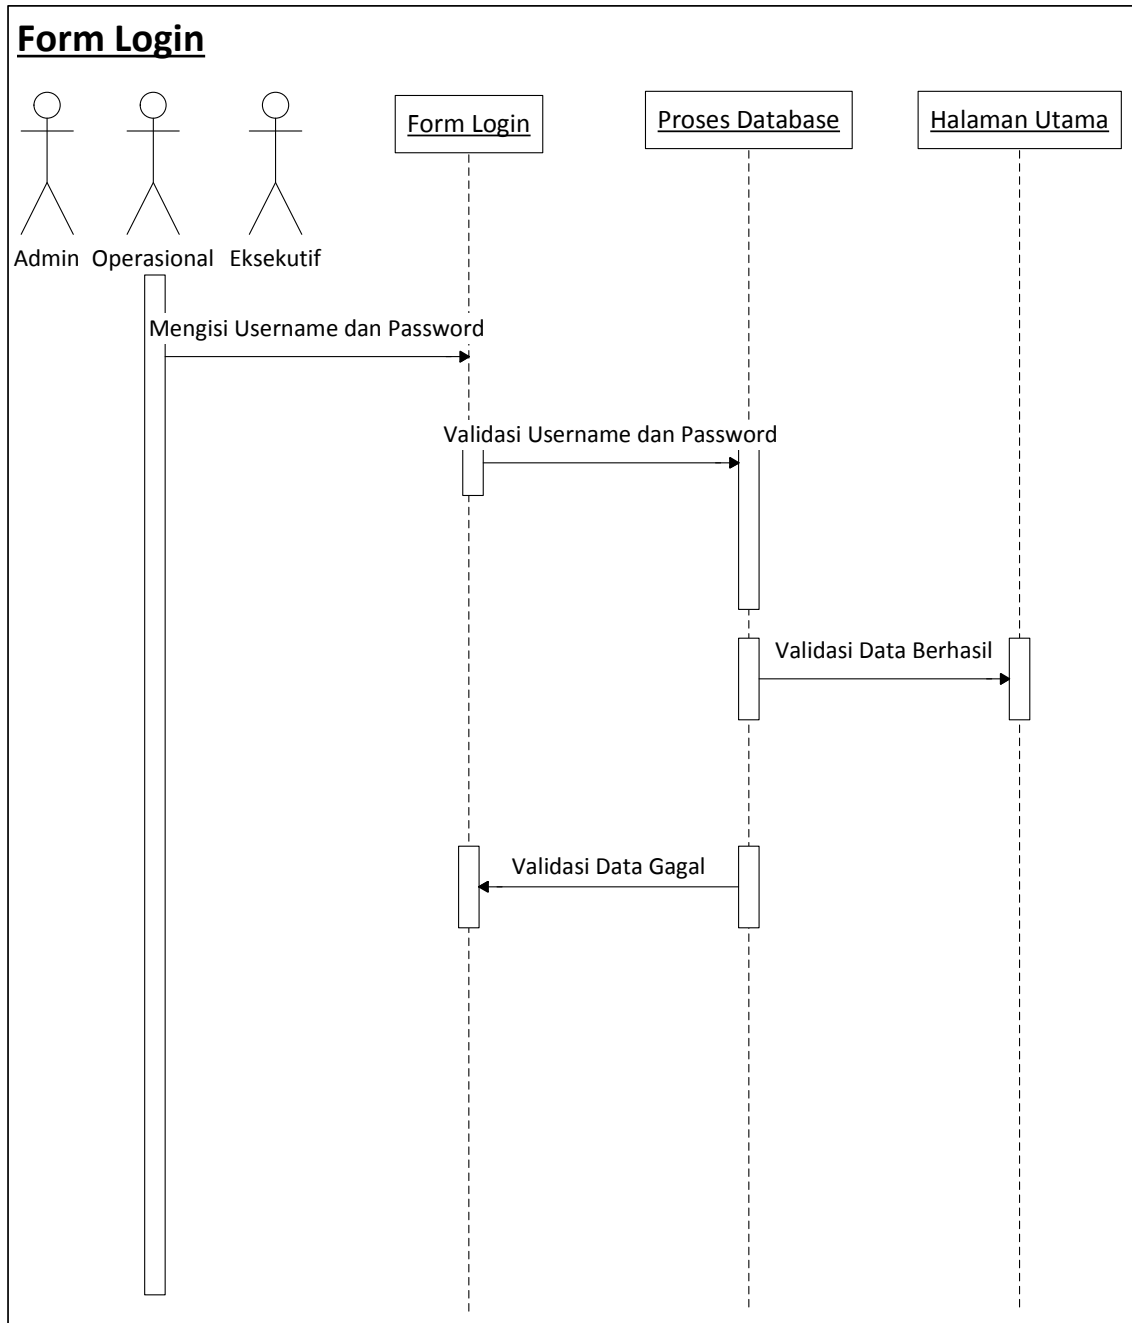 Form Login
Form Login
Proses Database
Halaman Utama
Admin
Operasional
Eksekutif
Mengisi Username dan Password
Validasi Username dan Password
Validasi Data Berhasil
Validasi Data Gagal